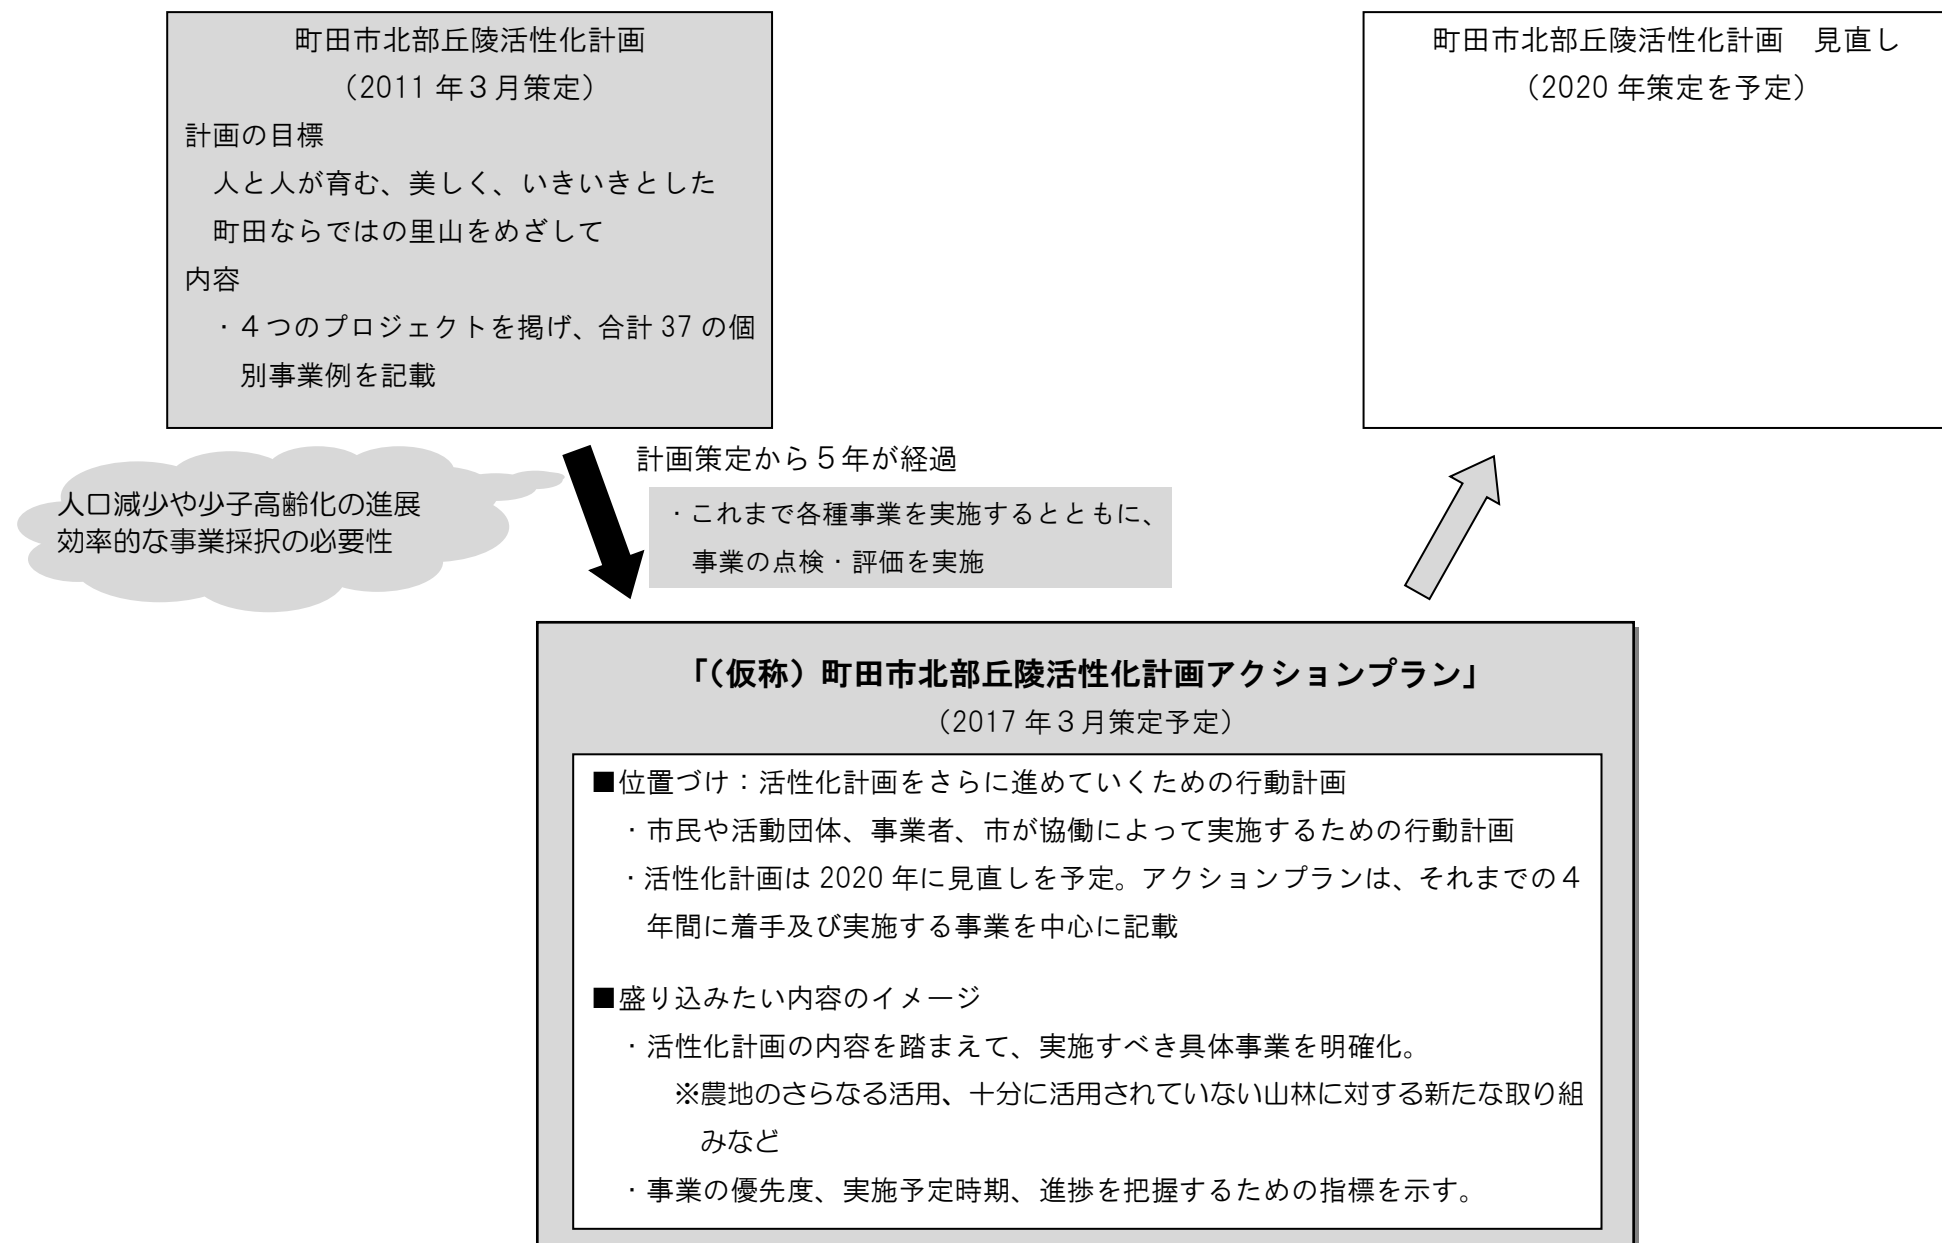 町田市北部丘陵活性化計画
（2011 年３月策定）
計画の目標
人と人が育む、美しく、いきいきとした
町田ならではの里山をめざして
内容
・４つのプロジェクトを掲げ、合計 37 の個
別事業例を記載
町田市北部丘陵活性化計画　見直し
（2020 年策定を予定）
人口減少や少子高齢化の進展
効率的な事業採択の必要性
計画策定から５年が経過
・これまで各種事業を実施するとともに、
事業の点検・評価を実施
「（仮称）町田市北部丘陵活性化計画アクションプラン」
（2017 年３月策定予定）
■位置づけ：活性化計画をさらに進めていくための行動計画
・市民や活動団体、事業者、市が協働によって実施するための行動計画
・活性化計画は 2020 年に見直しを予定。アクションプランは、それまでの４
年間に着手及び実施する事業を中心に記載
■盛り込みたい内容のイメージ
・活性化計画の内容を踏まえて、実施すべき具体事業を明確化。
※農地のさらなる活用、十分に活用されていない山林に対する新たな取り組
みなど
・事業の優先度、実施予定時期、進捗を把握するための指標を示す。